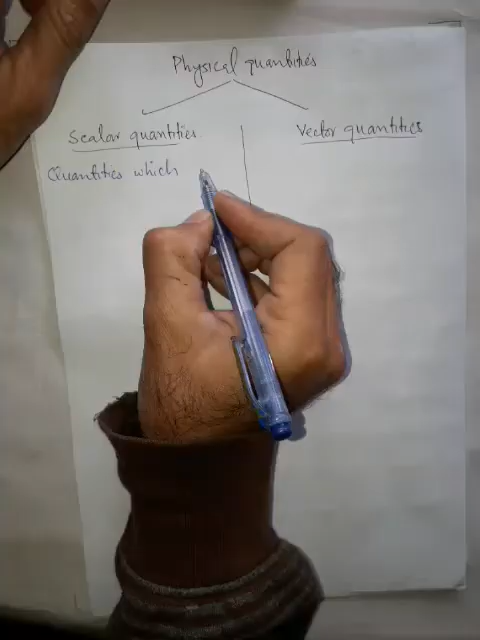 Physical quantities
Scalar quantities.
Vector quantities
Quantities which